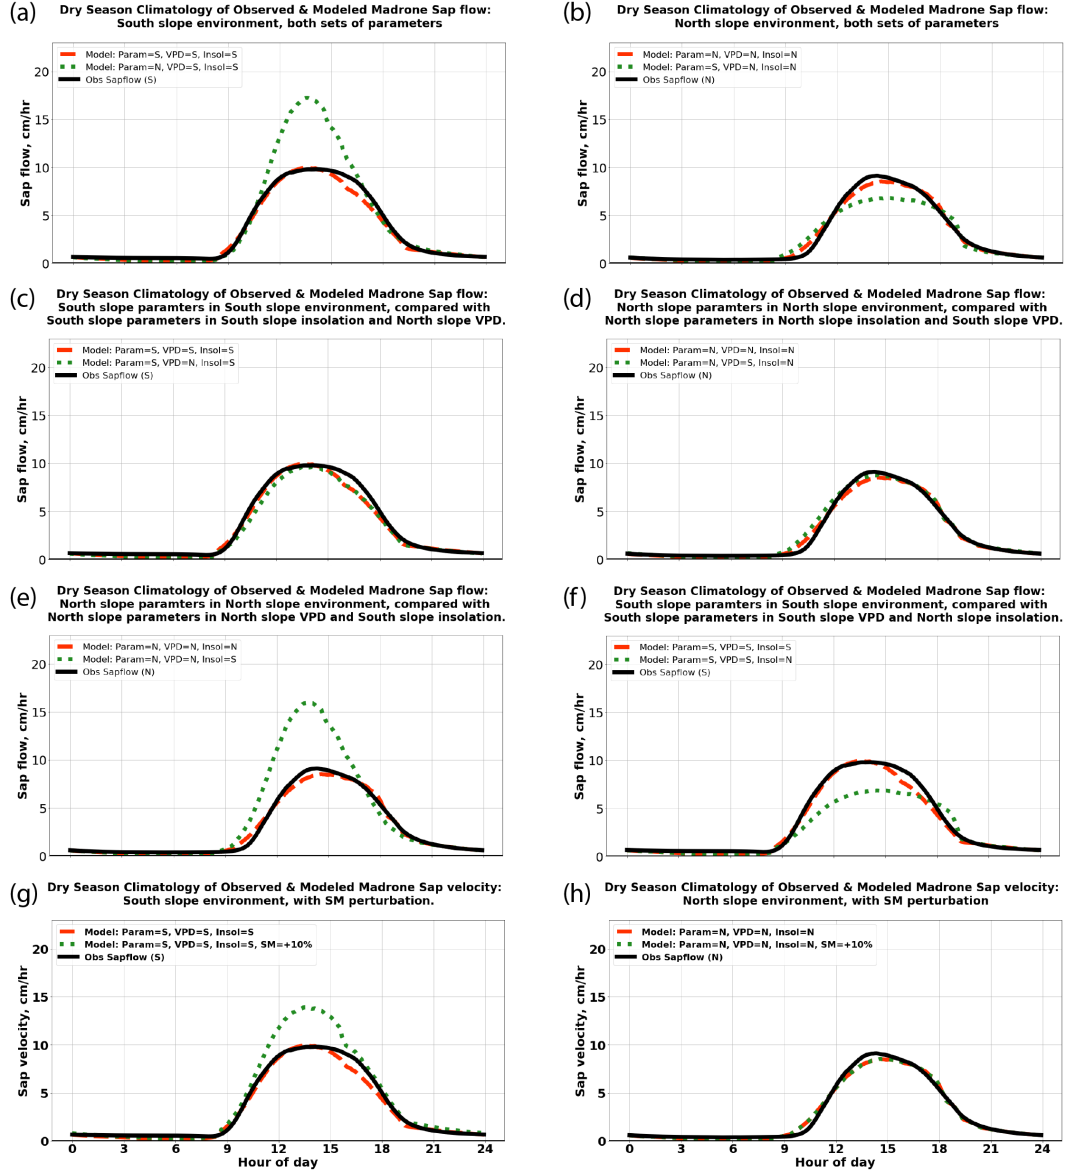 (a)
Dry Season Climatology of Observed & Modeled Madrone Sap flow:
South slope environment, both sets of parameters
Model: Param=S, VPD=S, Insol=S
Model: Param=N, VPD=S, Insol=S
Obs Sapflow (S)
Sap flow, cm/hr
20
15
10
5
0
(b)
Dry Season Climatology of Observed & Modeled Madrone Sap flow:
North slope environment, both sets of parameters
Model: Param=N, VPD=N, Insol=N
Model: Param=S, VPD=N, Insol=N
Obs Sapflow (N)
Sap flow, cm/hr
20
15
10
5
0
0
3
6
9
12
15
18
21
24
(c)
Dry Season Climatology of Observed & Modeled Madrone Sap flow:
South slope paramters in South slope environment, compared with
South slope parameters in South slope insolation and North slope VPD.
Model: Param=S, VPD=S, Insol=S
Model: Param=S, VPD=N, Insol=S
Obs Sapflow (S)
Sap flow, cm/hr
20
15
10
5
0
(d)
Dry Season Climatology of Observed & Modeled Madrone Sap flow:
North slope paramters in North slope environment, compared with
North slope parameters in North slope insolation and South slope VPD.
Model: Param=N, VPD=N, Insol=N
Model: Param=N, VPD=S, Insol=N
Obs Sapflow (N)
Sap flow, cm/hr
20
15
10
5
0
(e)
Dry Season Climatology of Observed & Modeled Madrone Sap flow:
North slope paramters in North slope environment, compared with
North slope parameters in North slope VPD and South slope insolation.
Model: Param=N, VPD=N, Insol=N
Model: Param=N, VPD=N, Insol=S
Obs Sapflow (N)
Sap flow, cm/hr
20
15
10
5
0
(f)
Dry Season Climatology of Observed & Modeled Madrone Sap flow:
South slope paramters in South slope environment, compared with
South slope parameters in South slope VPD and North slope insolation.
Model: Param=S, VPD=S, Insol=S
Model: Param=S, VPD=S, Insol=N
Obs Sapflow (S)
Sap flow, cm/hr
20
15
10
5
0
(g)
Dry Season Climatology of Observed & Modeled Madrone Sap velocity:
South slope environment, with SM perturbation.
Model: Param=S, VPD=S, Insol=S
Model: Param=S, VPD=S, Insol=S, SM=+10%
Obs Sapflow (S)
Sap velocity, cm/hr
20
15
10
5
0
0 3 6 9 12 15 18 21 24
Hour of day
(h)
Dry Season Climatology of Observed & Modeled Madrone Sap velocity:
North slope environment, with SM perturbation
Model: Param=N, VPD=N, Insol=N
Model: Param=N, VPD=N, Insol=N, SM=+10%
Obs Sapflow (N)
Sap velocity, cm/hr
20
15
10
5
0
0 3 6 9 12 15 18 21 24
Hour of day